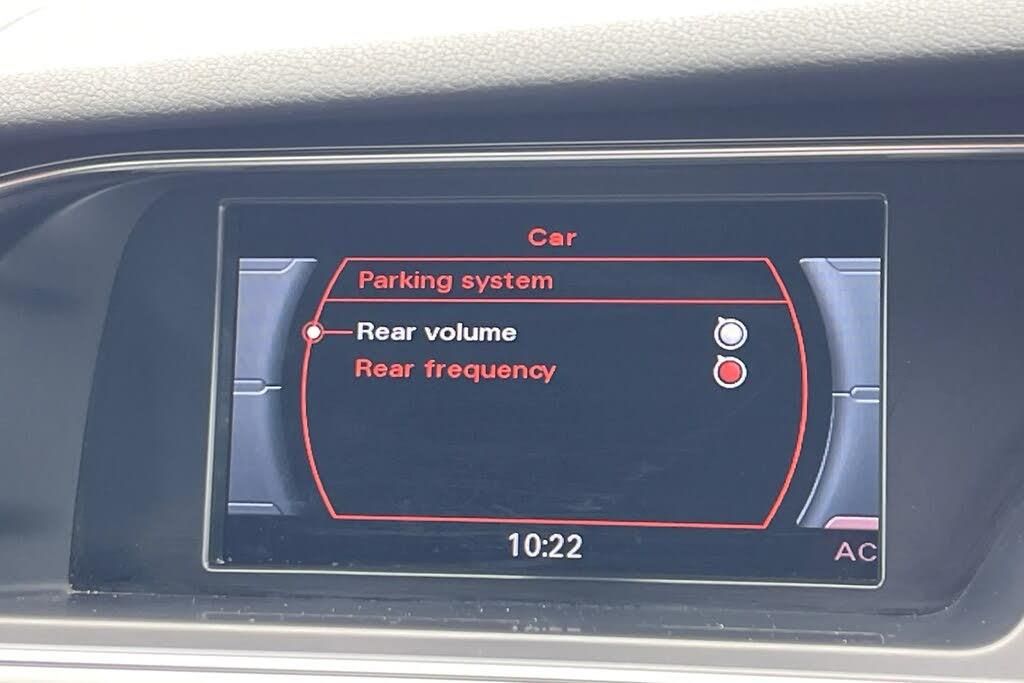 Car
Parking system
Rear volume
Rear frequency
10:22
AC